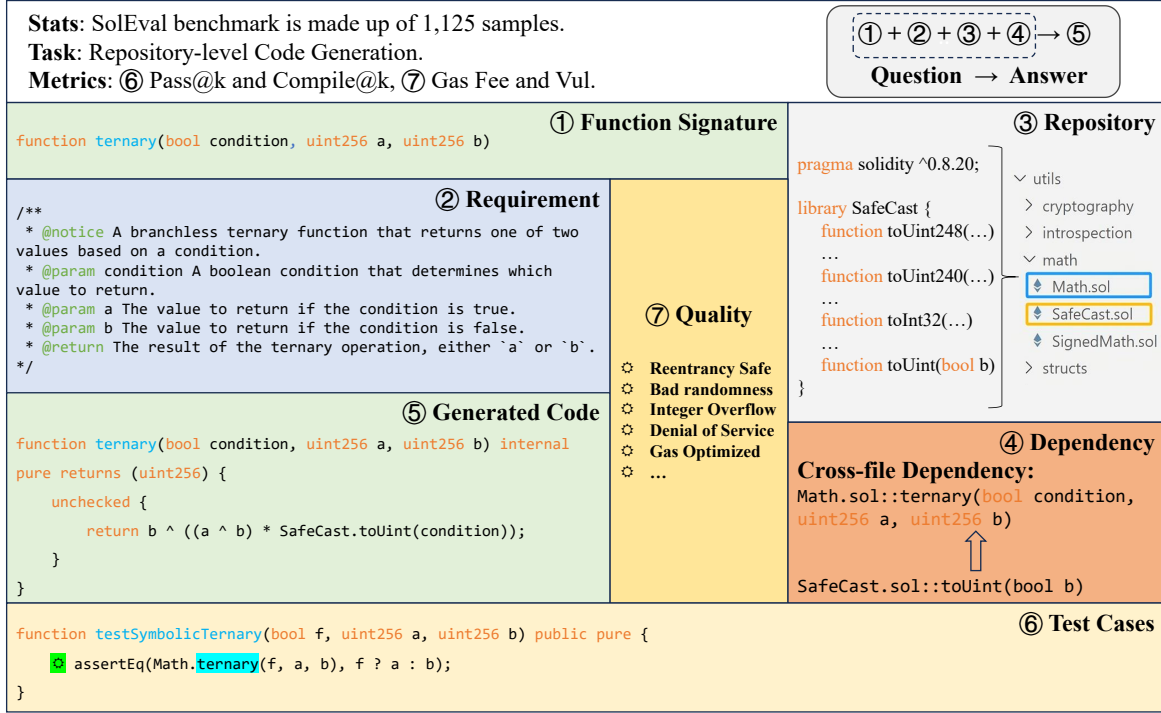 Stats: SolEval benchmark is made up of 1,125 samples.
Task: Repository-level Code Generation.
Metrics: ⑥ Pass@k and Compile@k, ⑦ Gas Fee and Vul.
① + ② + ③ + ④ → ⑤
Question → Answer
① Function Signature
function ternary(bool condition, uint256 a, uint256 b)
② Requirement
/**
* @notice A branchless ternary function that returns one of two
values based on a condition.
* @param condition A boolean condition that determines which
value to return.
* @param a The value to return if the condition is true.
* @param b The value to return if the condition is false.
* @return The result of the ternary operation, either `a` or `b`.
*/
③ Repository
pragma solidity ^0.8.20;
library SafeCast {
function toUint248(…)
…
function toUint240(…)
…
function toInt32(…)
…
function toUint(bool b)
}
utils
cryptography
introspection
math
Math.sol
SafeCast.sol
SignedMath.sol
structs
⑦ Quality
Reentrancy Safe
Bad randomness
Integer Overflow
Denial of Service
Gas Optimized
…
⑤ Generated Code
function ternary(bool condition, uint256 a, uint256 b) internal
pure returns (uint256) {
unchecked {
return b ^ ((a ^ b) * SafeCast.toUint(condition));
}
}
④ Dependency
Cross-file Dependency:
Math.sol::ternary(bool condition,
uint256 a, uint256 b)
SafeCast.sol::toUint(bool b)
⑥ Test Cases
function testSymbolicTernary(bool f, uint256 a, uint256 b) public pure {
assertEq(Math.ternary(f, a, b), f ? a : b);
}